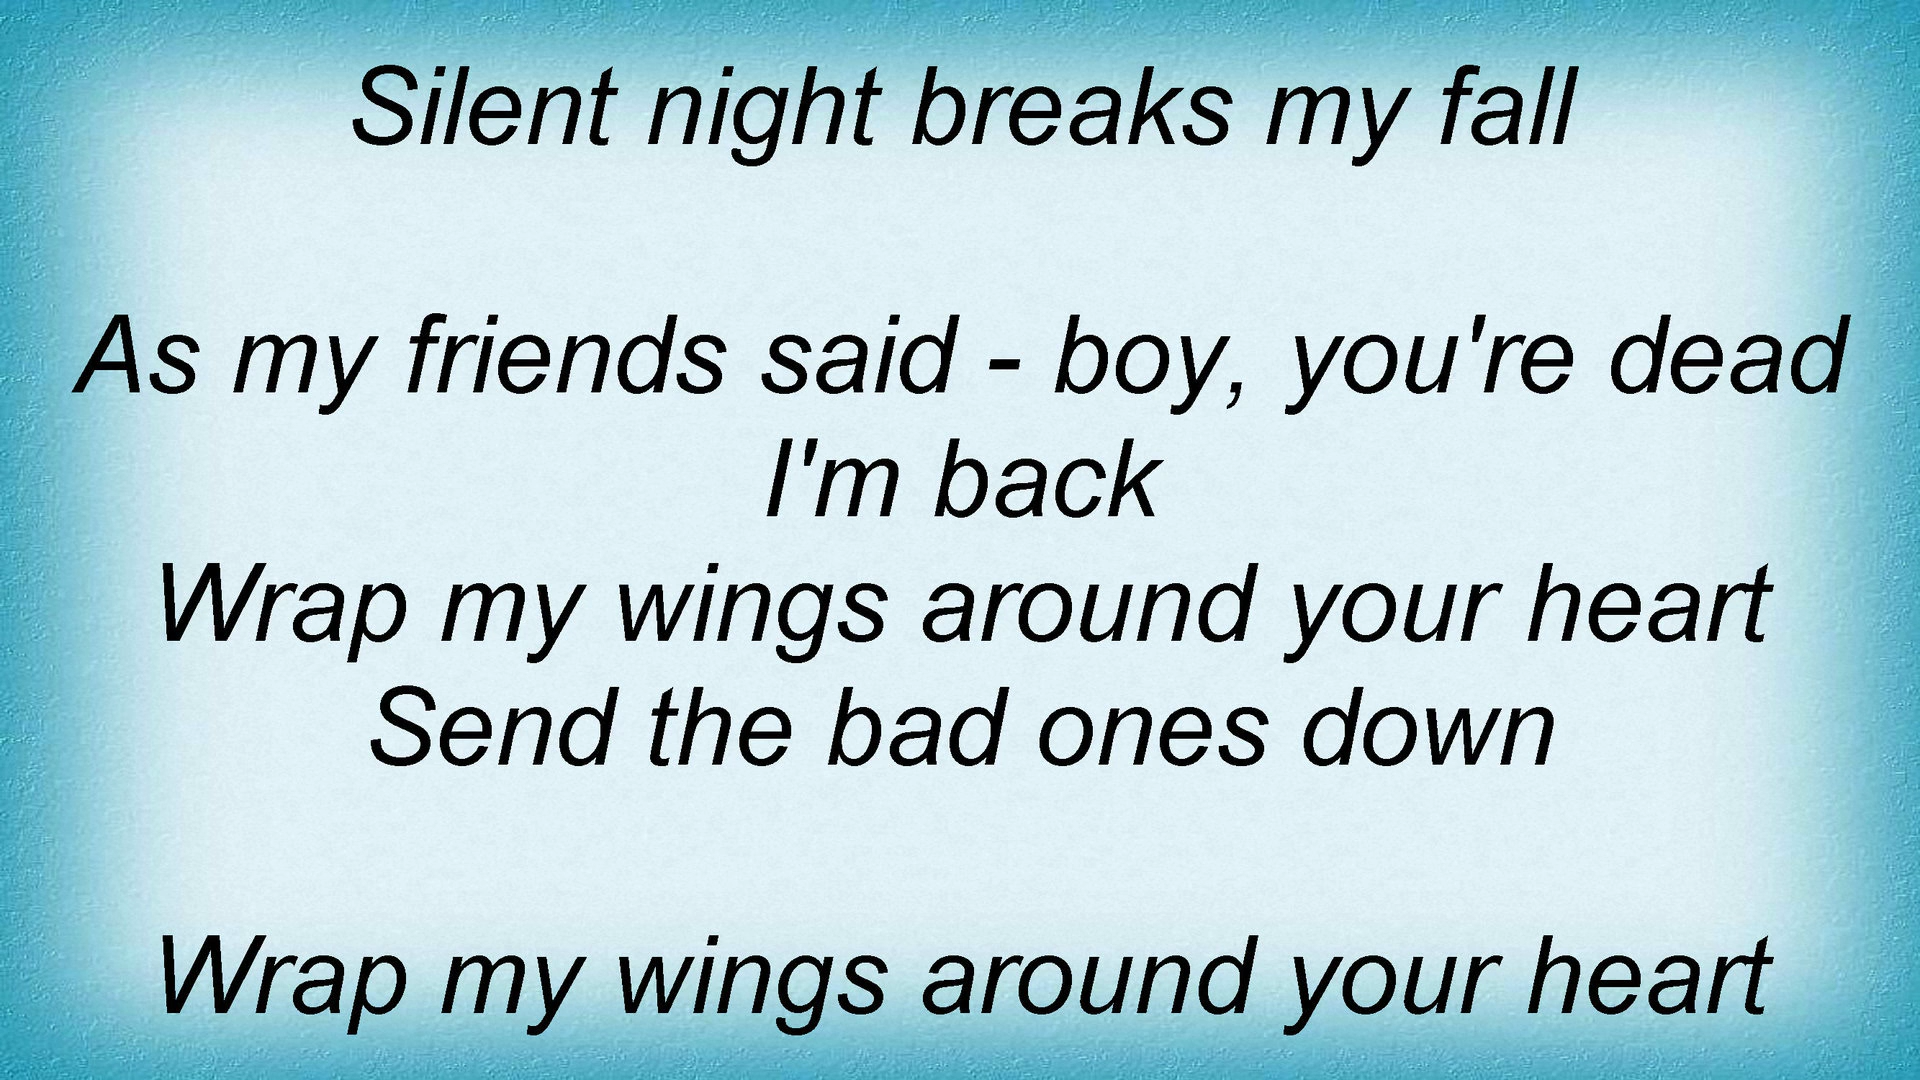 Silent night breaks my fall
As my friends said - boy, you're dead
I'm back
Wrap my wings around your heart
Send the bad ones down
Wrap my wings around your heart